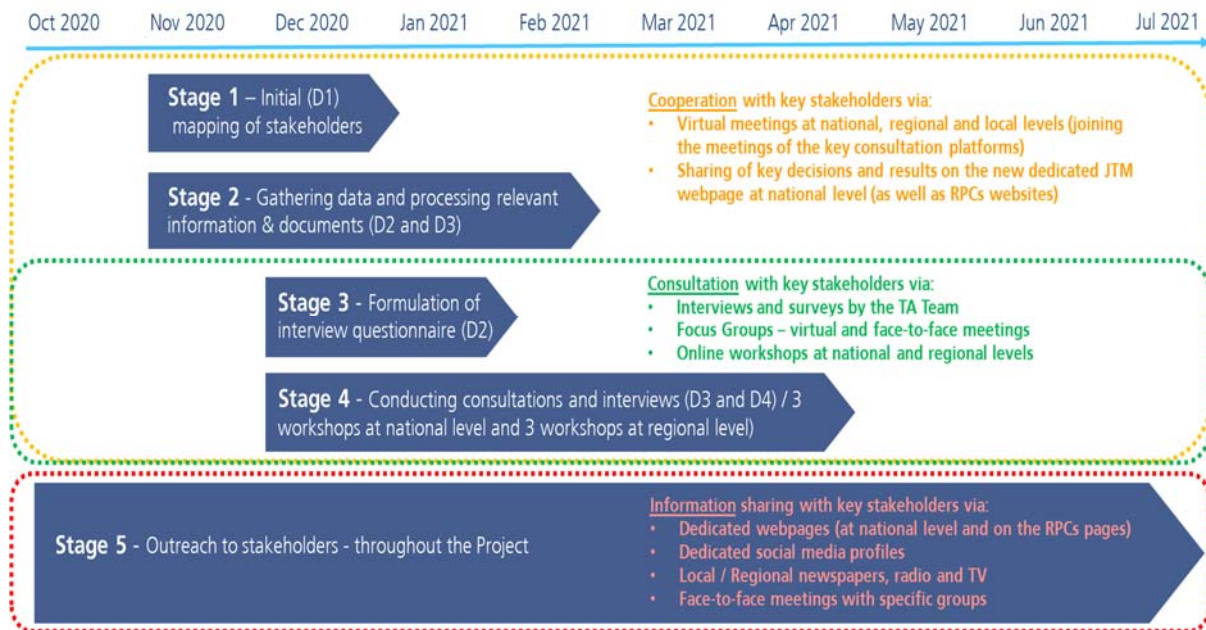 Oct 2020 Nov 2020 Dec 2020 Jan 2021 Feb 2021 Mar 2021 Apr 2021 May 2021 Jun 2021 Jul 2021
Stage 1 – Initial (D1)
mapping of stakeholders
Cooperation with key stakeholders via:
• Virtual meetings at national, regional and local levels (joining
the meetings of the key consultation platforms)
• Sharing of key decisions and results on the new dedicated JTM
webpage at national level (as well as RPCs websites)
Stage 2 - Gathering data and processing relevant
information & documents (D2 and D3)
Stage 3 - Formulation of
interview questionnaire (D2)
Consultation with key stakeholders via:
• Interviews and surveys by the TA Team
• Focus Groups – virtual and face-to-face meetings
• Online workshops at national and regional levels
Stage 4 - Conducting consultations and interviews (D3 and D4) / 3
workshops at national level and 3 workshops at regional level)
Stage 5 - Outreach to stakeholders - throughout the Project
Information sharing with key stakeholders via:
• Dedicated webpages (at national level and on the RPCs pages)
• Dedicated social media profiles
• Local / Regional newspapers, radio and TV
• Face-to-face meetings with specific groups